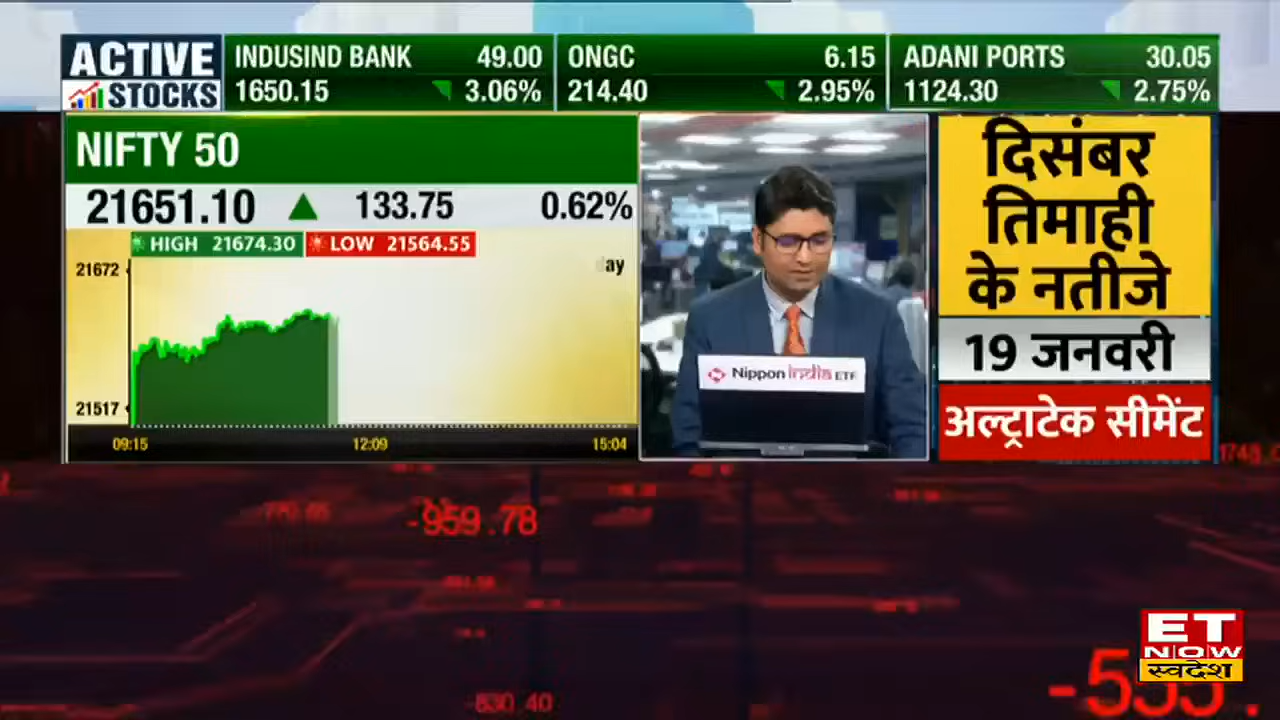 ACTIVE
STOCKS
INDUSIND BANK 49.00
1650.15 3.06%
ONGC 6.15
214.40 2.95%
ADANI PORTS 30.05
1124.30 2.75%
NIFTY 50
21651.10 133.75 0.62%
HIGH 21674.30 LOW 21564.55
21672
ay
21517
09:15 12:09 15:04
Nippon india ETF
दिसंबर
तिमाही
के नतीजे
19 जनवरी
अल्ट्राटेक सीमेंट
-959.78
-830.40
ET
NOW
स्वदेश